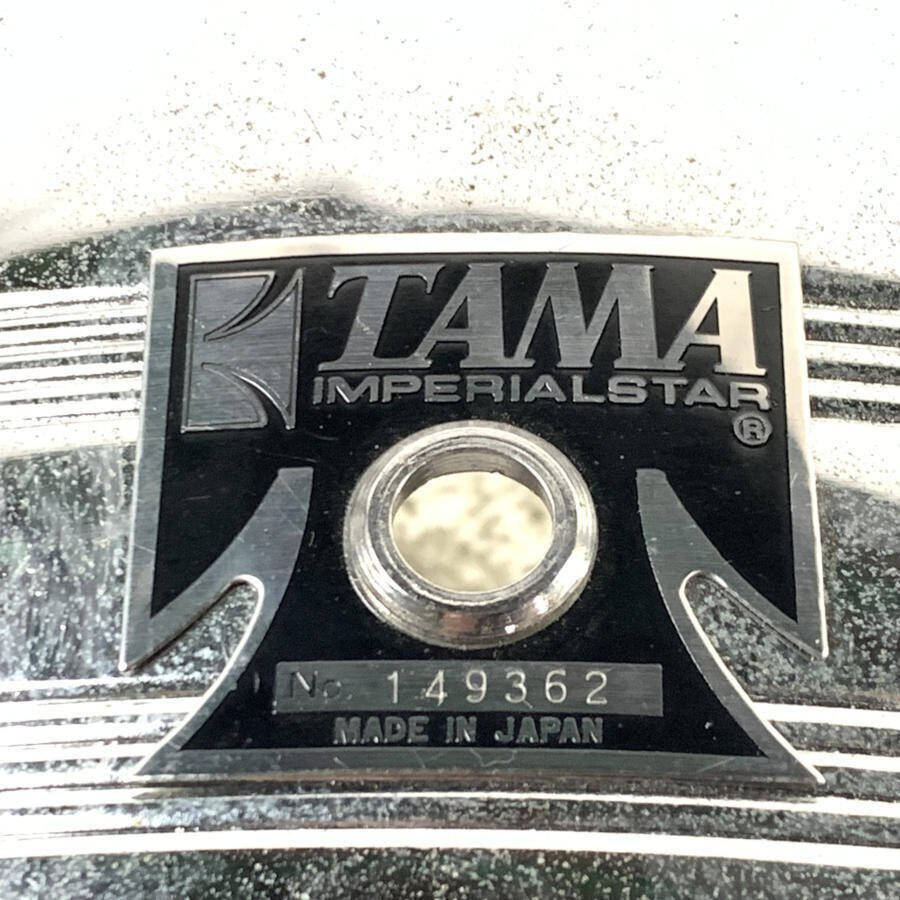 TAMA
IMPERIALSTAR
®
No. 149362
MADE IN JAPAN